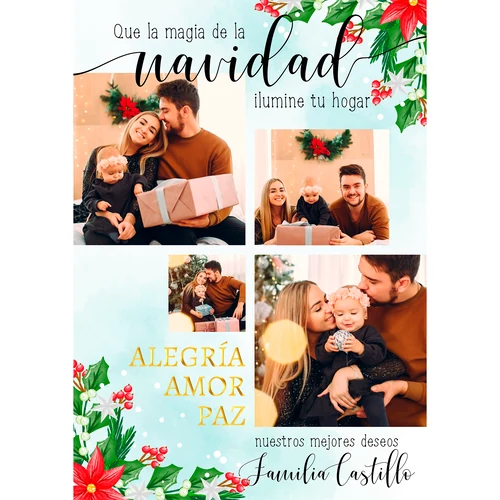 Que la magia de la
navidad
ilumine tu hogar
ALEGRÍA
AMOR
PAZ
nuestros mejores deseos
Familia Castillo